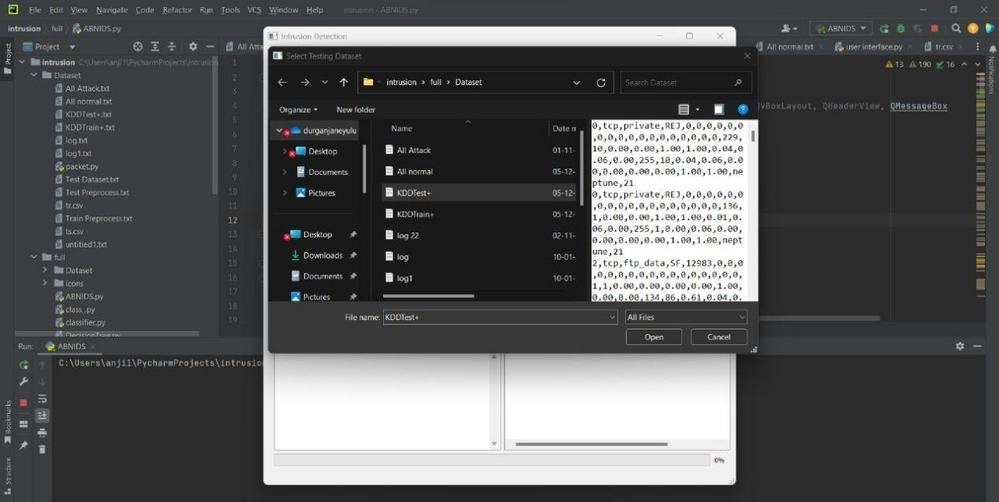 File Edit View Navigate Code Refactor Run Tools VCS Window Help intrusion - ABNIDS.py
intrusion full ABNIDS.py
ABNIDS
Project
Project
intrusion C:\Users\anji1\PycharmProjects\intrusion
Dataset
All Attack.txt
All normal.txt
KDDTest+.txt
KDDTrain+.txt
log.txt
log1.txt
packet.py
Test Dataset.txt
Test Preprocess.txt
tr.csv
Train Preprocess.txt
ts.csv
untitled1.txt
full
Dataset
icons
ABNIDS.py
class_.py
classifier.py
DecisionTree.py
All Atta
All normal.txt user interface.py tr.csv
13 190 16
Notifications
1
2
3
4
5
6
7
8
9
10
11
12
13
14
15
16
17
18
19
QVBoxLayout, QHeaderView, QMessageBox
Intrusion Detection
Select Testing Dataset
intrusion full Dataset
Search Dataset
Organize New folder
durganjaneyulu
Desktop
Documents
Pictures
Desktop
Downloads
Documents
Pictures
Name Date m
All Attack 01-11-
All normal 05-12-
KDDTest+ 05-12-
KDDTrain+ 05-12-
log 22 02-11-
log 10-01-
log1 10-01-
0,tcp,private,REJ,0,0,0,0,0,0
,0,0,0,0,0,0,0,0,0,0,0,0,229,
10,0.00,0.00,1.00,1.00,0.04,0
.06,0.00,255,10,0.04,0.06,0.0
0,0.00,0.00,0.00,1.00,1.00,ne
ptune,21
0,tcp,private,REJ,0,0,0,0,0,0
,0,0,0,0,0,0,0,0,0,0,0,0,136,
1,0.00,0.00,1.00,1.00,0.01,0.
06,0.00,255,1,0.00,0.06,0.00,
0.00,0.00,0.00,1.00,1.00,nept
une,21
2,tcp,ftp_data,SF,12983,0,0,0
,0,0,0,0,0,0,0,0,0,0,0,0,0,0,
1,1,0.00,0.00,0.00,0.00,1.00,
0.00,0.00,134,86,0.61,0.04,0.
File name: KDDTest+
All Files
Open Cancel
0%
Run: ABNIDS
C:\Users\anji1\PycharmProjects\intrusion
Bookmarks
Structure